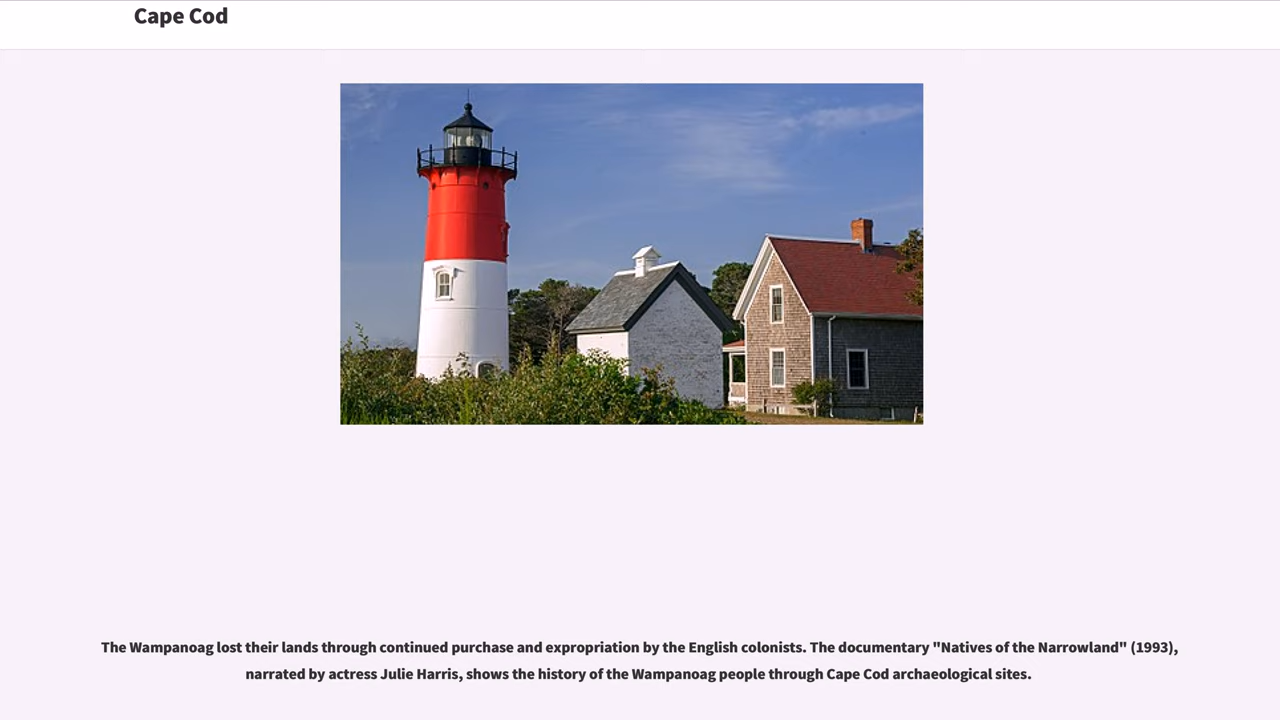 Cape Cod
The Wampanoag lost their lands through continued purchase and expropriation by the English colonists. The documentary "Natives of the Narrowland" (1993),
narrated by actress Julie Harris, shows the history of the Wampanoag people through Cape Cod archaeological sites.